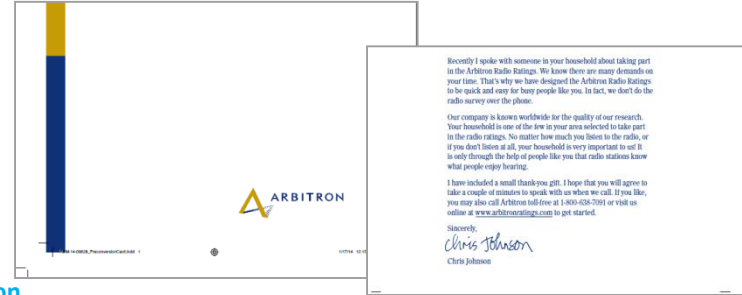 ARBITRON
1/17/14
Recently I spoke with someone in your household about taking part
in the Arbitron Radio Ratings. We know there are many demands on
your time. That's why we have designed the Arbitron Radio Ratings
to be quick and easy for busy people like you. In fact, we don't do the
radio survey over the phone.
Our company is known worldwide for the quality of our research.
Your household is one of the few in your area selected to take part
in the radio ratings. No matter how much you listen to the radio, or
if you don't listen at all, your household is very important to us! It
is only through the help of people like you that radio stations know
what people enjoy hearing.
I have included a small thank-you gift. I hope that you will agree to
take a couple of minutes to speak with us when we call. If you like,
you may also call Arbitron toll-free at 1-800-638-7091 or visit us
online at www.arbitronratings.com to get started.
Sincerely,
Chris Johnson
Chris Johnson